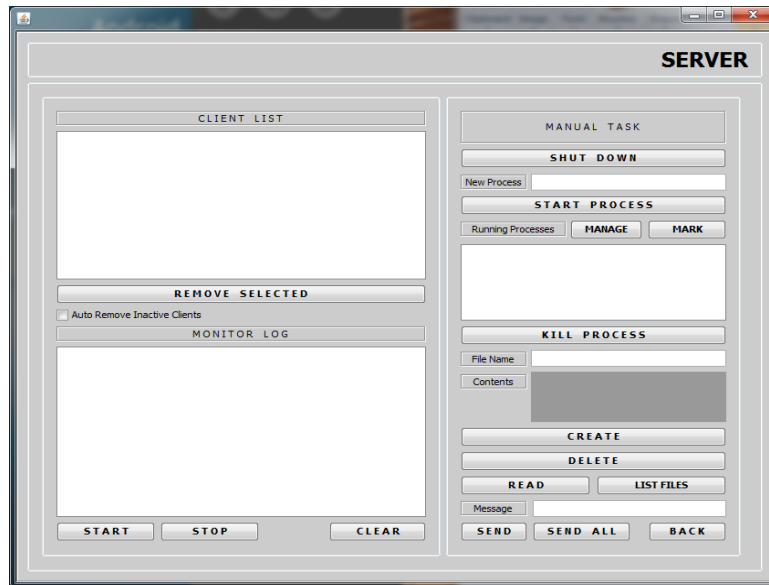 SERVER
CLIENT LIST
REMOVE SELECTED
Auto Remove Inactive Clients
MONITOR LOG
START STOP CLEAR
MANUAL TASK
SHUT DOWN
New Process
START PROCESS
Running Processes MANAGE MARK
KILL PROCESS
File Name
Contents
CREATE
DELETE
READ LIST FILES
Message
SEND SEND ALL BACK